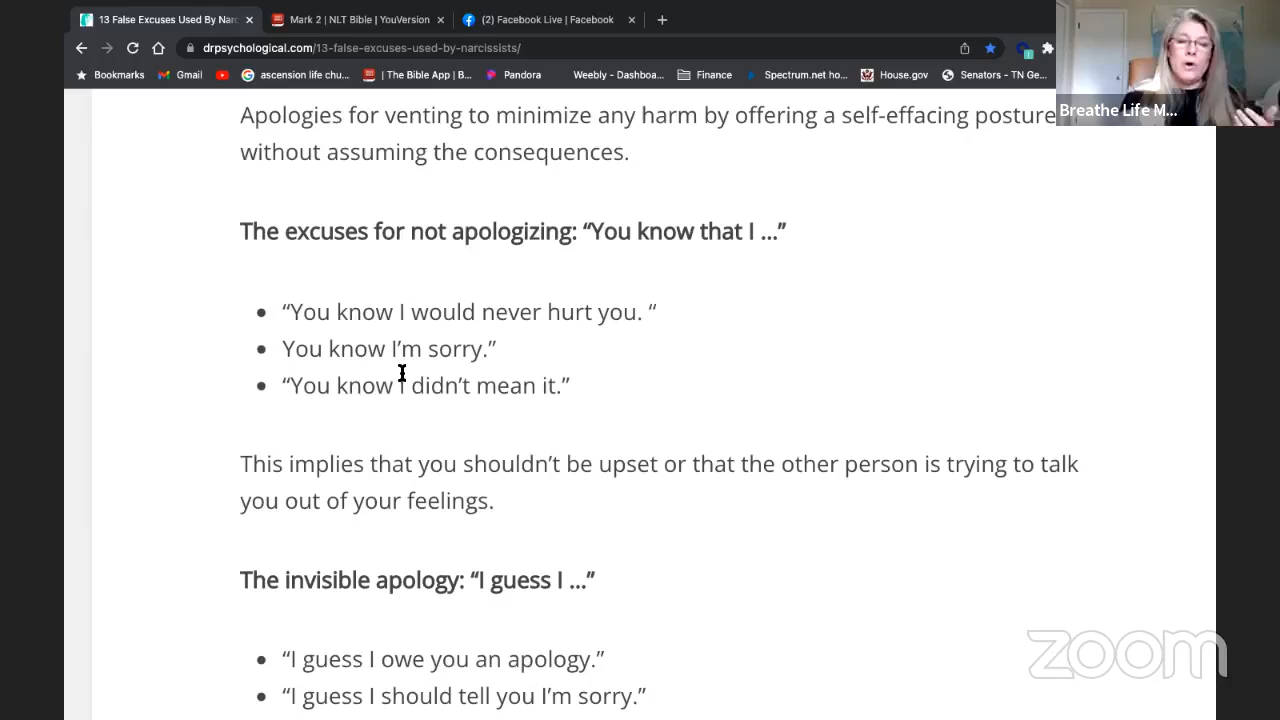 13 False Excuses Used By Narc
Mark 2 | NLT Bible | YouVersion
(2) Facebook Live | Facebook
drpsychological.com/13-false-excuses-used-by-narcissists/
Bookmarks
Gmail
ascension life chu...
| The Bible App | B...
Pandora
Weebly - Dashboa...
Finance
Spectrum.net ho...
House.gov
Senators - TN Ge...
Breathe Life M...
Apologies for venting to minimize any harm by offering a self-effacing posture
without assuming the consequences.
The excuses for not apologizing: “You know that I ...”
“You know I would never hurt you. “
You know I’m sorry.”
“You know I didn’t mean it.”
This implies that you shouldn’t be upset or that the other person is trying to talk
you out of your feelings.
The invisible apology: “I guess I ...”
“I guess I owe you an apology.”
“I guess I should tell you I’m sorry.”
zoom